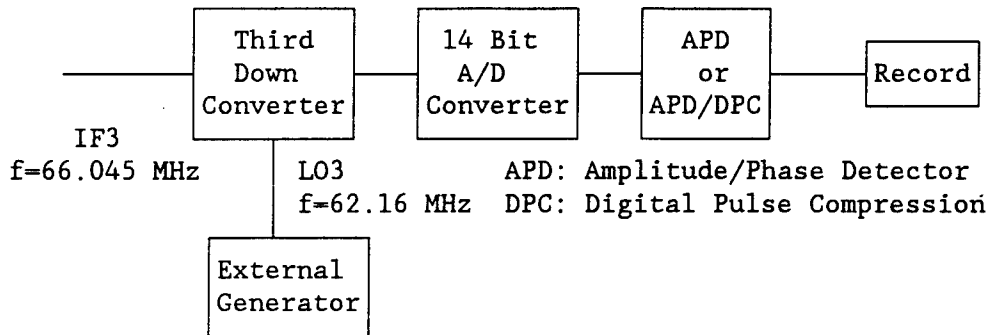 Third
Down
Converter
14 Bit
A/D
Converter
APD
or
APD/DPC
Record
IF3
f=66.045 MHz
LO3
f=62.16 MHz
APD: Amplitude/Phase Detector
DPC: Digital Pulse Compression
External
Generator